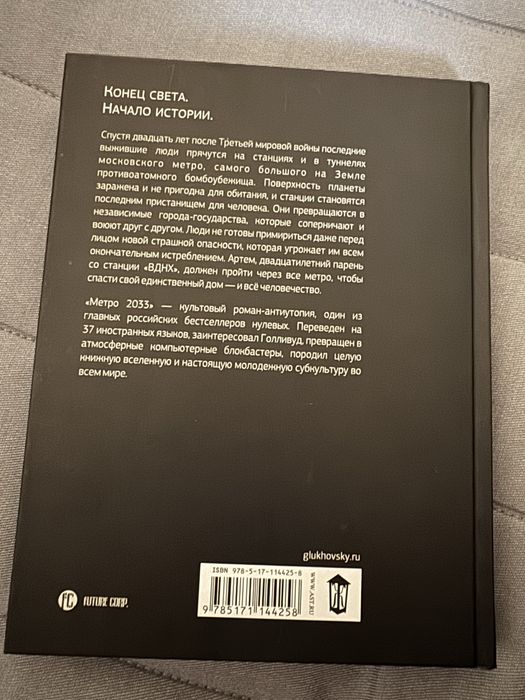 Конец света.
Начало истории.
Спустя двадцать лет после Третьей мировой войны последние
выжившие люди прячутся на станциях и в туннелях
московского метро, самого большого на Земле
противоатомного бомбоубежища. Поверхность планеты
заражена и не пригодна для обитания, и станции становятся
последним пристанищем для человека. Они превращаются в
независимые города-государства, которые соперничают и
воюют друг с другом. Люди не готовы примириться даже перед
лицом новой страшной опасности, которая угрожает им всем
окончательным истреблением. Артем, двадцатилетний парень
со станции «ВДНХ», должен пройти через все метро, чтобы
спасти свой единственный дом — и всё человечество.
«Метро 2033» — культовый роман-антиутопия, один из
главных российских бестселлеров нулевых. Переведен на
37 иностранных языков, заинтересовал Голливуд, превращен в
атмосферные компьютерные блокбастеры, породил целую
книжную вселенную и настоящую молодежную субкультуру во
всем мире.
glukhovsky.ru
ISBN 978-5-17-114425-8
9 785171 144258
WWW.AST.RU
FC FUTURE CORP.